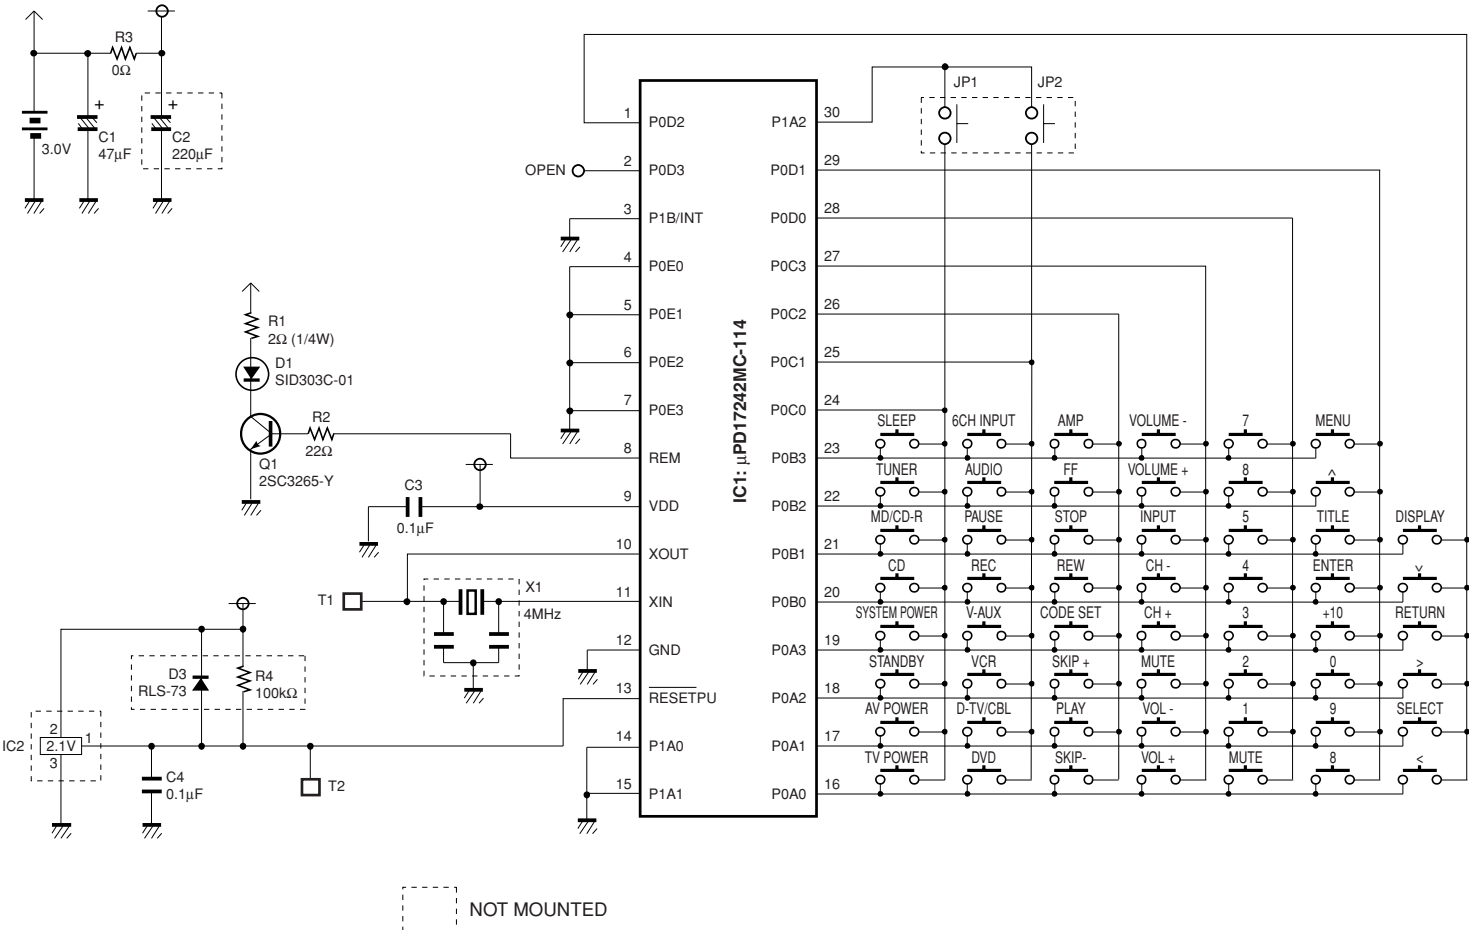 R3
0Ω
+
C1
47µF
+
C2
220µF
3.0V
JP1
JP2
1
P0D2
P1A2
30
OPEN
2
P0D3
P0D1
29
3
P1B/INT
P0D0
28
4
P0E0
P0C3
27
5
P0E1
P0C2
26
6
P0E2
P0C1
25
7
P0E3
P0C0
24
8
REM
P0B3
23
9
VDD
P0B2
22
10
XOUT
P0B1
21
11
XIN
P0B0
20
12
GND
P0A3
19
13
RESETPU
P0A2
18
14
P1A0
P0A1
17
15
P1A1
P0A0
16
IC1: µPD17242MC-114
R1
2Ω (1/4W)
D1
SID303C-01
R2
22Ω
Q1
2SC3265-Y
C3
0.1µF
T1
X1
4MHz
D3
RLS-73
R4
100kΩ
IC2
2
2.1V
1
3
C4
0.1µF
T2
SLEEP 6CH INPUT AMP VOLUME - 7 MENU
TUNER AUDIO FF VOLUME + 8 ^
MD/CD-R PAUSE STOP INPUT 5 TITLE DISPLAY
CD REC REW CH - 4 ENTER ˅
SYSTEM POWER V-AUX CODE SET CH + 3 +10 RETURN
STANDBY VCR SKIP + MUTE 2 0 >
AV POWER D-TV/CBL PLAY VOL - 1 9 SELECT
TV POWER DVD SKIP- VOL + MUTE 8 <
NOT MOUNTED